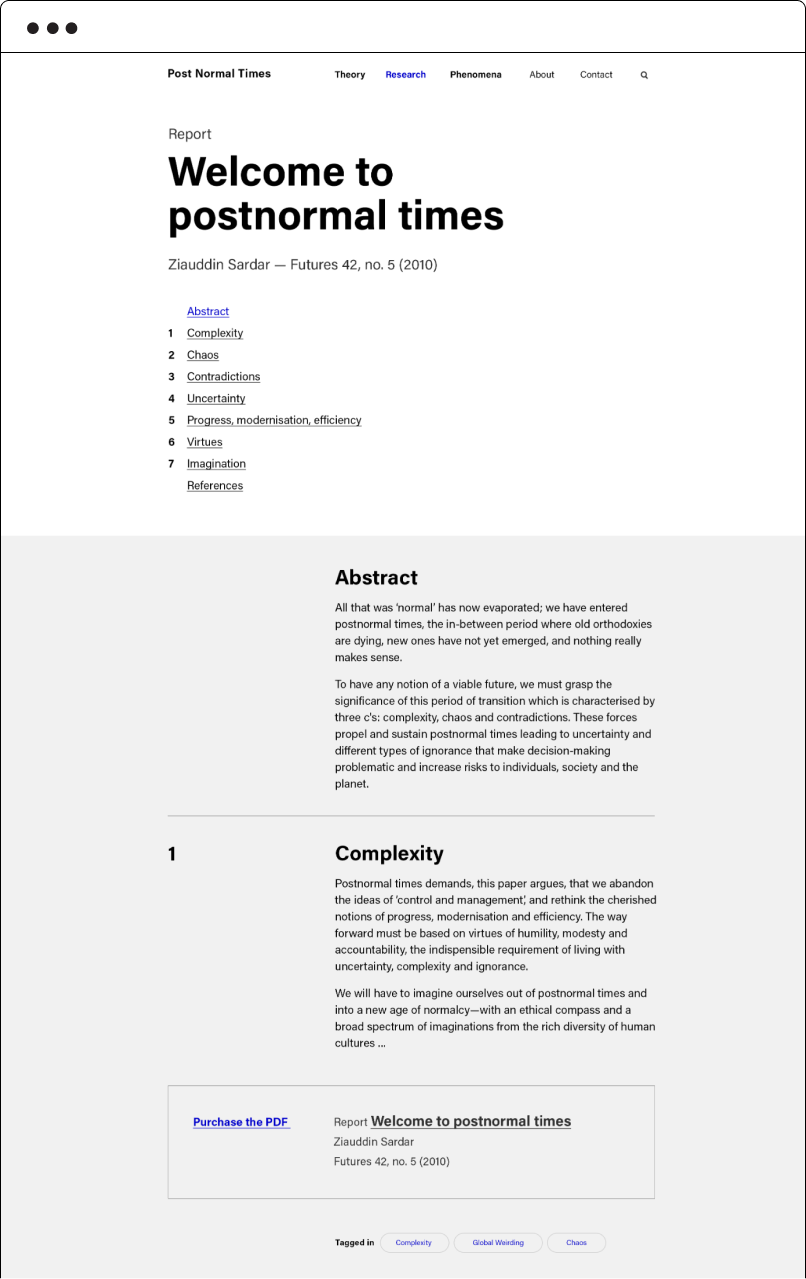 Post Normal Times Theory Research Phenomena About Contact
Report
Welcome to
postnormal times
Ziauddin Sardar — Futures 42, no. 5 (2010)
Abstract
1 Complexity
2 Chaos
3 Contradictions
4 Uncertainty
5 Progress, modernisation, efficiency
6 Virtues
7 Imagination
References
Abstract
All that was ‘normal’ has now evaporated; we have entered
postnormal times, the in-between period where old orthodoxies
are dying, new ones have not yet emerged, and nothing really
makes sense.
To have any notion of a viable future, we must grasp the
significance of this period of transition which is characterised by
three c's: complexity, chaos and contradictions. These forces
propel and sustain postnormal times leading to uncertainty and
different types of ignorance that make decision-making
problematic and increase risks to individuals, society and the
planet.
1 Complexity
Postnormal times demands, this paper argues, that we abandon
the ideas of ‘control and management’, and rethink the cherished
notions of progress, modernisation and efficiency. The way
forward must be based on virtues of humility, modesty and
accountability, the indispensible requirement of living with
uncertainty, complexity and ignorance.
We will have to imagine ourselves out of postnormal times and
into a new age of normalcy—with an ethical compass and a
broad spectrum of imaginations from the rich diversity of human
cultures ...
Purchase the PDF Report Welcome to postnormal times
Ziauddin Sardar
Futures 42, no. 5 (2010)
Tagged in Complexity Global Weirding Chaos